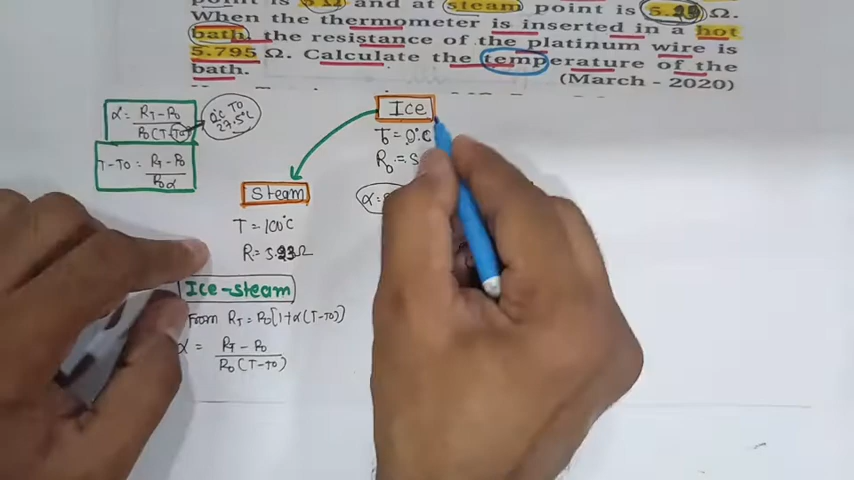 point is 5 Ω and at steam point is 5.23 Ω.
When the thermometer is inserted in a hot
bath, the resistance of the platinum wire is
5.795 Ω. Calculate the temperature of the
bath.
(March - 2020)
α = RT-R0 / R0(T-T0)
0°C TO
27.5°C
T-T0 = RT-R0 / R0α
Ice
T0 = 0°C
R0 = 5
α =
Steam
T = 100°C
R = 5.23Ω
Ice-steam
From RT = R0[1+α(T-T0)]
α = RT-R0 / R0(T-T0)